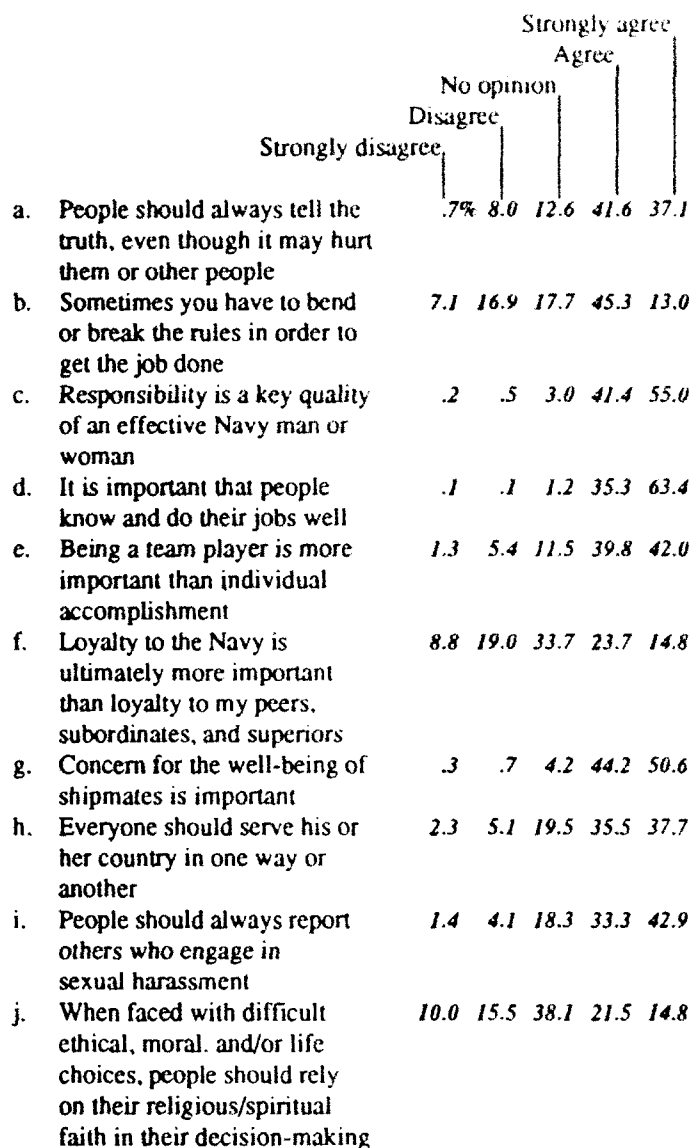 Strongly agree
Agree
No opinion
Disagree
Strongly disagree
a. People should always tell the .7% 8.0 12.6 41.6 37.1
truth, even though it may hurt
them or other people
b. Sometimes you have to bend 7.1 16.9 17.7 45.3 13.0
or break the rules in order to
get the job done
c. Responsibility is a key quality .2 .5 3.0 41.4 55.0
of an effective Navy man or
woman
d. It is important that people .1 .1 1.2 35.3 63.4
know and do their jobs well
e. Being a team player is more 1.3 5.4 11.5 39.8 42.0
important than individual
accomplishment
f. Loyalty to the Navy is 8.8 19.0 33.7 23.7 14.8
ultimately more important
than loyalty to my peers,
subordinates, and superiors
g. Concern for the well-being of .3 .7 4.2 44.2 50.6
shipmates is important
h. Everyone should serve his or 2.3 5.1 19.5 35.5 37.7
her country in one way or
another
i. People should always report 1.4 4.1 18.3 33.3 42.9
others who engage in
sexual harassment
j. When faced with difficult 10.0 15.5 38.1 21.5 14.8
ethical, moral. and/or life
choices, people should rely
on their religious/spiritual
faith in their decision-making